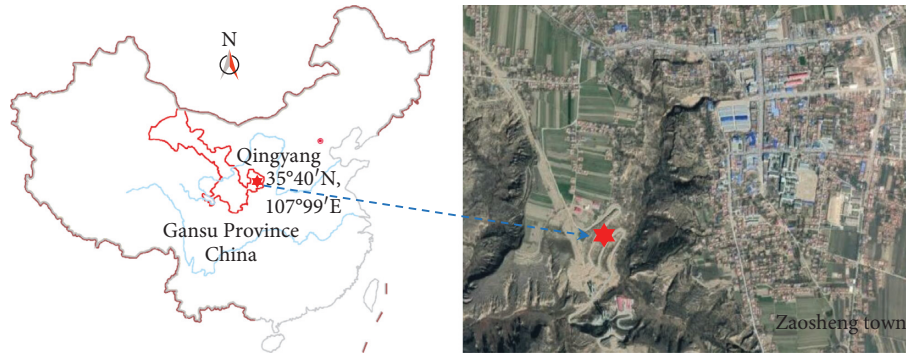 N
Qingyang
35°40′N,
107°99′E
Gansu Province
China
Zaosheng town